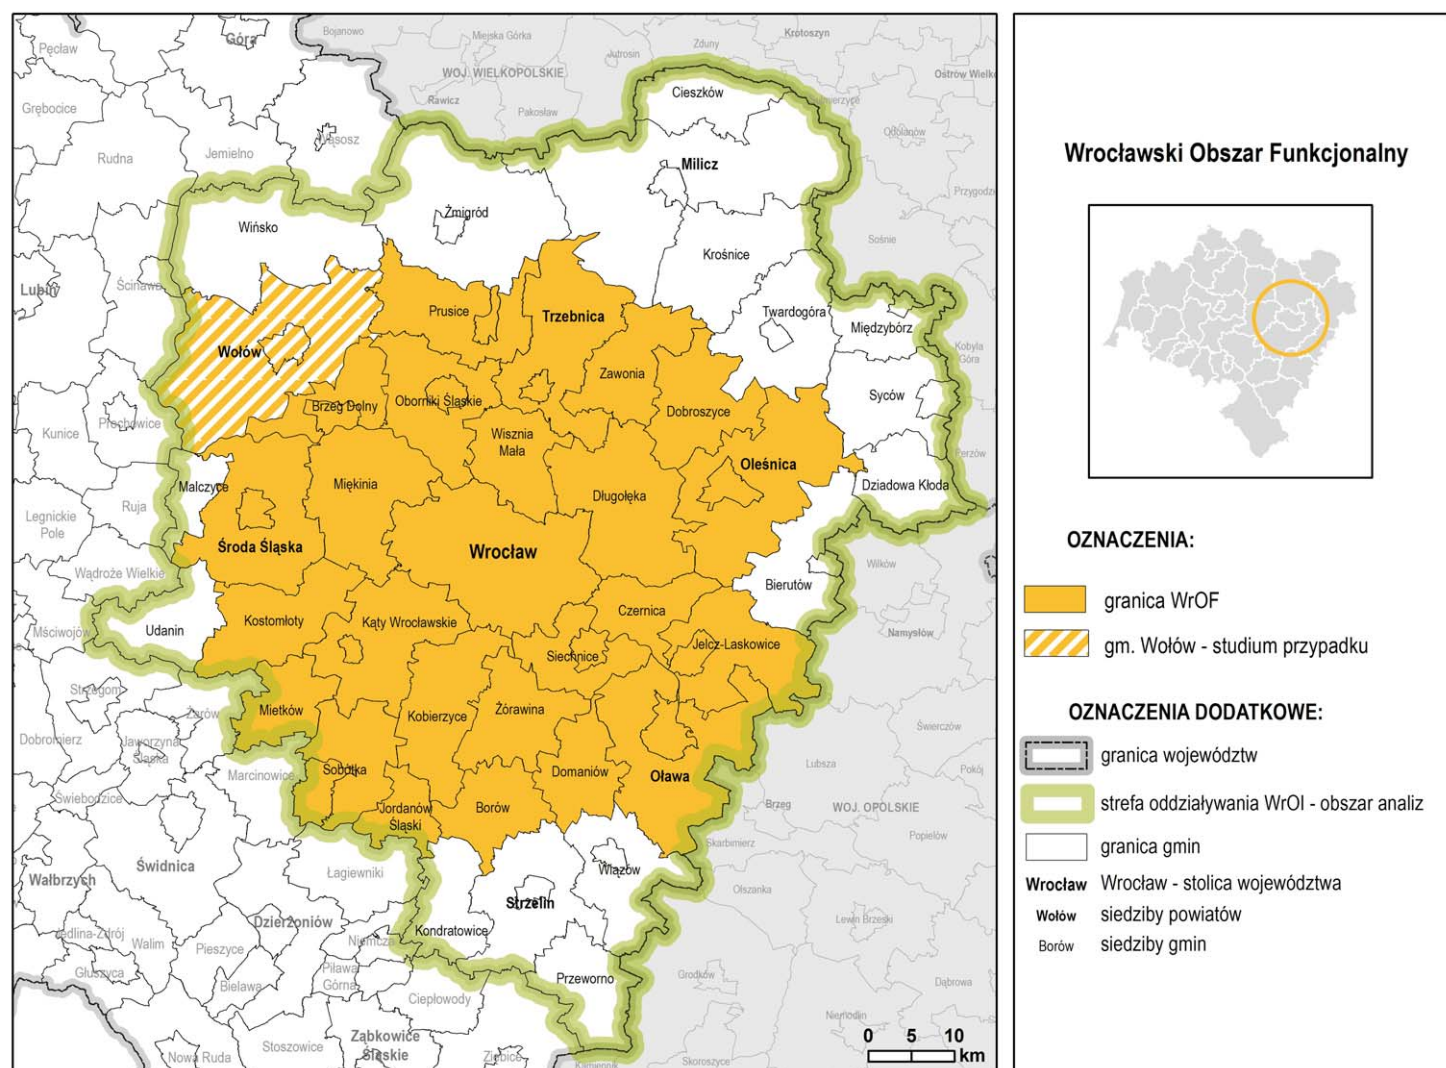 Góra
Bojanowo
Miejska Górka
Zduny
Krotoszyn
Pęcław
Jutrosin
WOJ. WIELKOPOLSKIE
Ostrów Wielko
Rawicz
Pakosław
Cieszków
Grębocice
Odolanów
Wąsosz
Rudna
Jemielno
Milicz
Przygodzi
Żmigród
Wińsko
Sośnie
Krośnice
Ścinawa
Lubin
Prusice
Trzebnica
Twardogóra
Międzybórz
Kobyla
Góra
Wołów
Zawonia
Syców
Brzeg Dolny
Oborniki Śląskie
Dobroszyce
Prochowice
Kunice
Wisznia
Mała
Perzów
Oleśnica
Malczyce
Miękinia
Długołęka
Dziadowa Kłoda
Ruja
Legnickie
Pole
Środa Śląska
Wrocław
Wądroże Wielkie
Wilków
Bierutów
Kostomłoty
Kąty Wrocławskie
Czernica
Mściwojów
Udanin
Namysłów
Siechnice
Jelcz-Laskowice
Strzegom
Żarów
Mietków
Kobierzyce
Żórawina
Świerczów
Dobromierz
Jaworzyna
Śląska
Marcinowice
Sobótka
Domaniów
Oława
Lubsza
Pokój
Świebodzice
Jordanów
Śląski
Borów
Brzeg
WOJ. OPOLSKIE
Skarbimierz
Popielów
Świdnica
Wałbrzych
Łagiewniki
Wiązów
Olszanka
Strzelin
Dzierżoniów
Kondratowice
Lewin Brzeski
Jedlina-Zdrój
Walim
Pieszyce
Niemcza
Głuszyca
Bielawa
Piława
Górna
Przeworno
Grodków
Dąbrowa
Ciepłowody
Niemodlin
Nowa Ruda
Stoszowice
Ząbkowice
Śląskie
Ziębice
Kamiennik
Skoroszyce
0 5 10
km
Wrocławski Obszar Funkcjonalny
OZNACZENIA:
granica WrOF
gm. Wołów - studium przypadku
OZNACZENIA DODATKOWE:
granica województw
strefa oddziaływania WrOI - obszar analiz
granica gmin
Wrocław Wrocław - stolica województwa
Wołów siedziby powiatów
Borów siedziby gmin